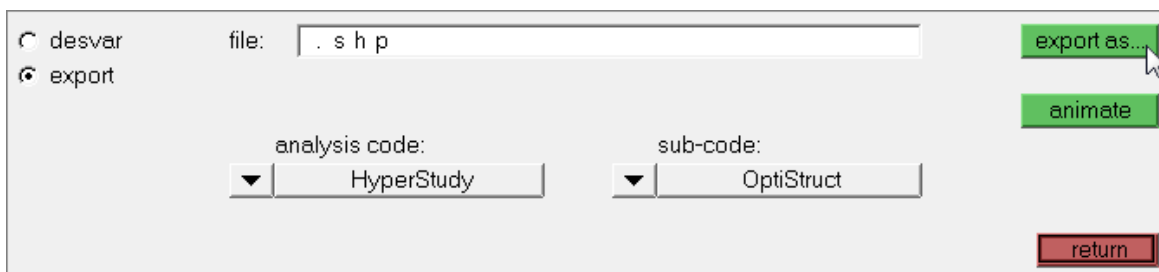 desvar file: . s h p export as...
export
animate
analysis code: sub-code:
HyperStudy OptiStruct
return